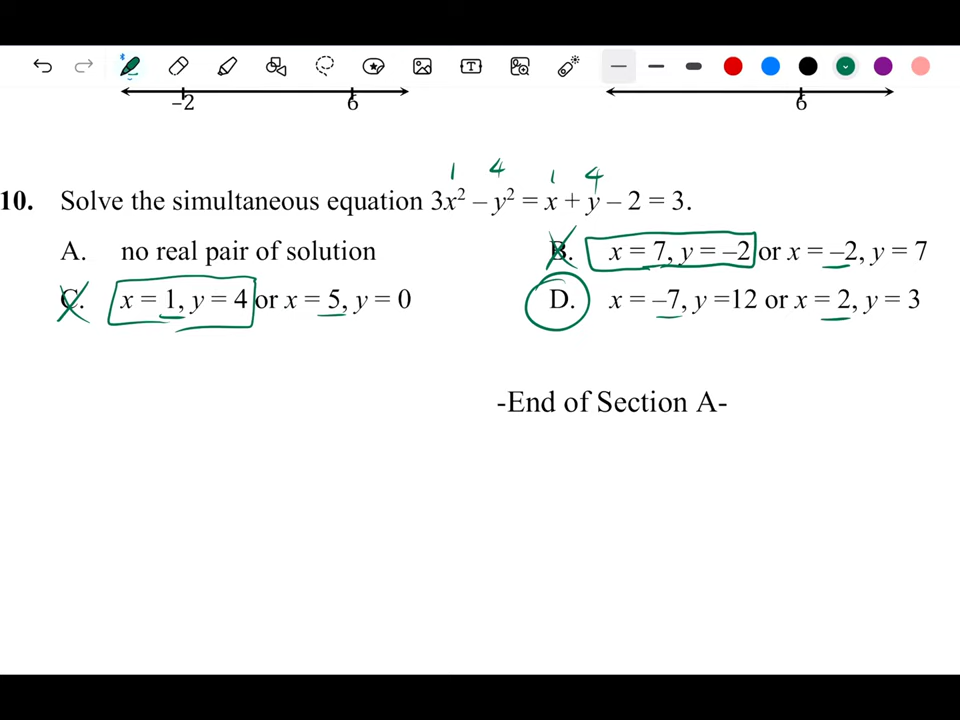 –2 6 6
1 4 1 4
10. Solve the simultaneous equation 3x² – y² = x + y – 2 = 3.
A. no real pair of solution B. x = 7, y = –2 or x = –2, y = 7
C. x = 1, y = 4 or x = 5, y = 0 D. x = –7, y =12 or x = 2, y = 3
-End of Section A-